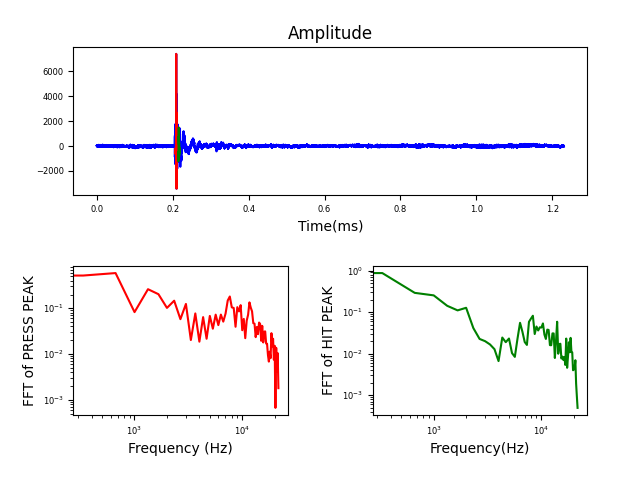 Amplitude
6000
4000
2000
0
−2000
0.0 0.2 0.4 0.6 0.8 1.0 1.2
Time(ms)
FFT of PRESS PEAK
10⁻¹
10⁻²
10⁻³
10³ 10⁴
Frequency (Hz)
FFT of HIT PEAK
10⁰
10⁻¹
10⁻²
10⁻³
10³ 10⁴
Frequency(Hz)